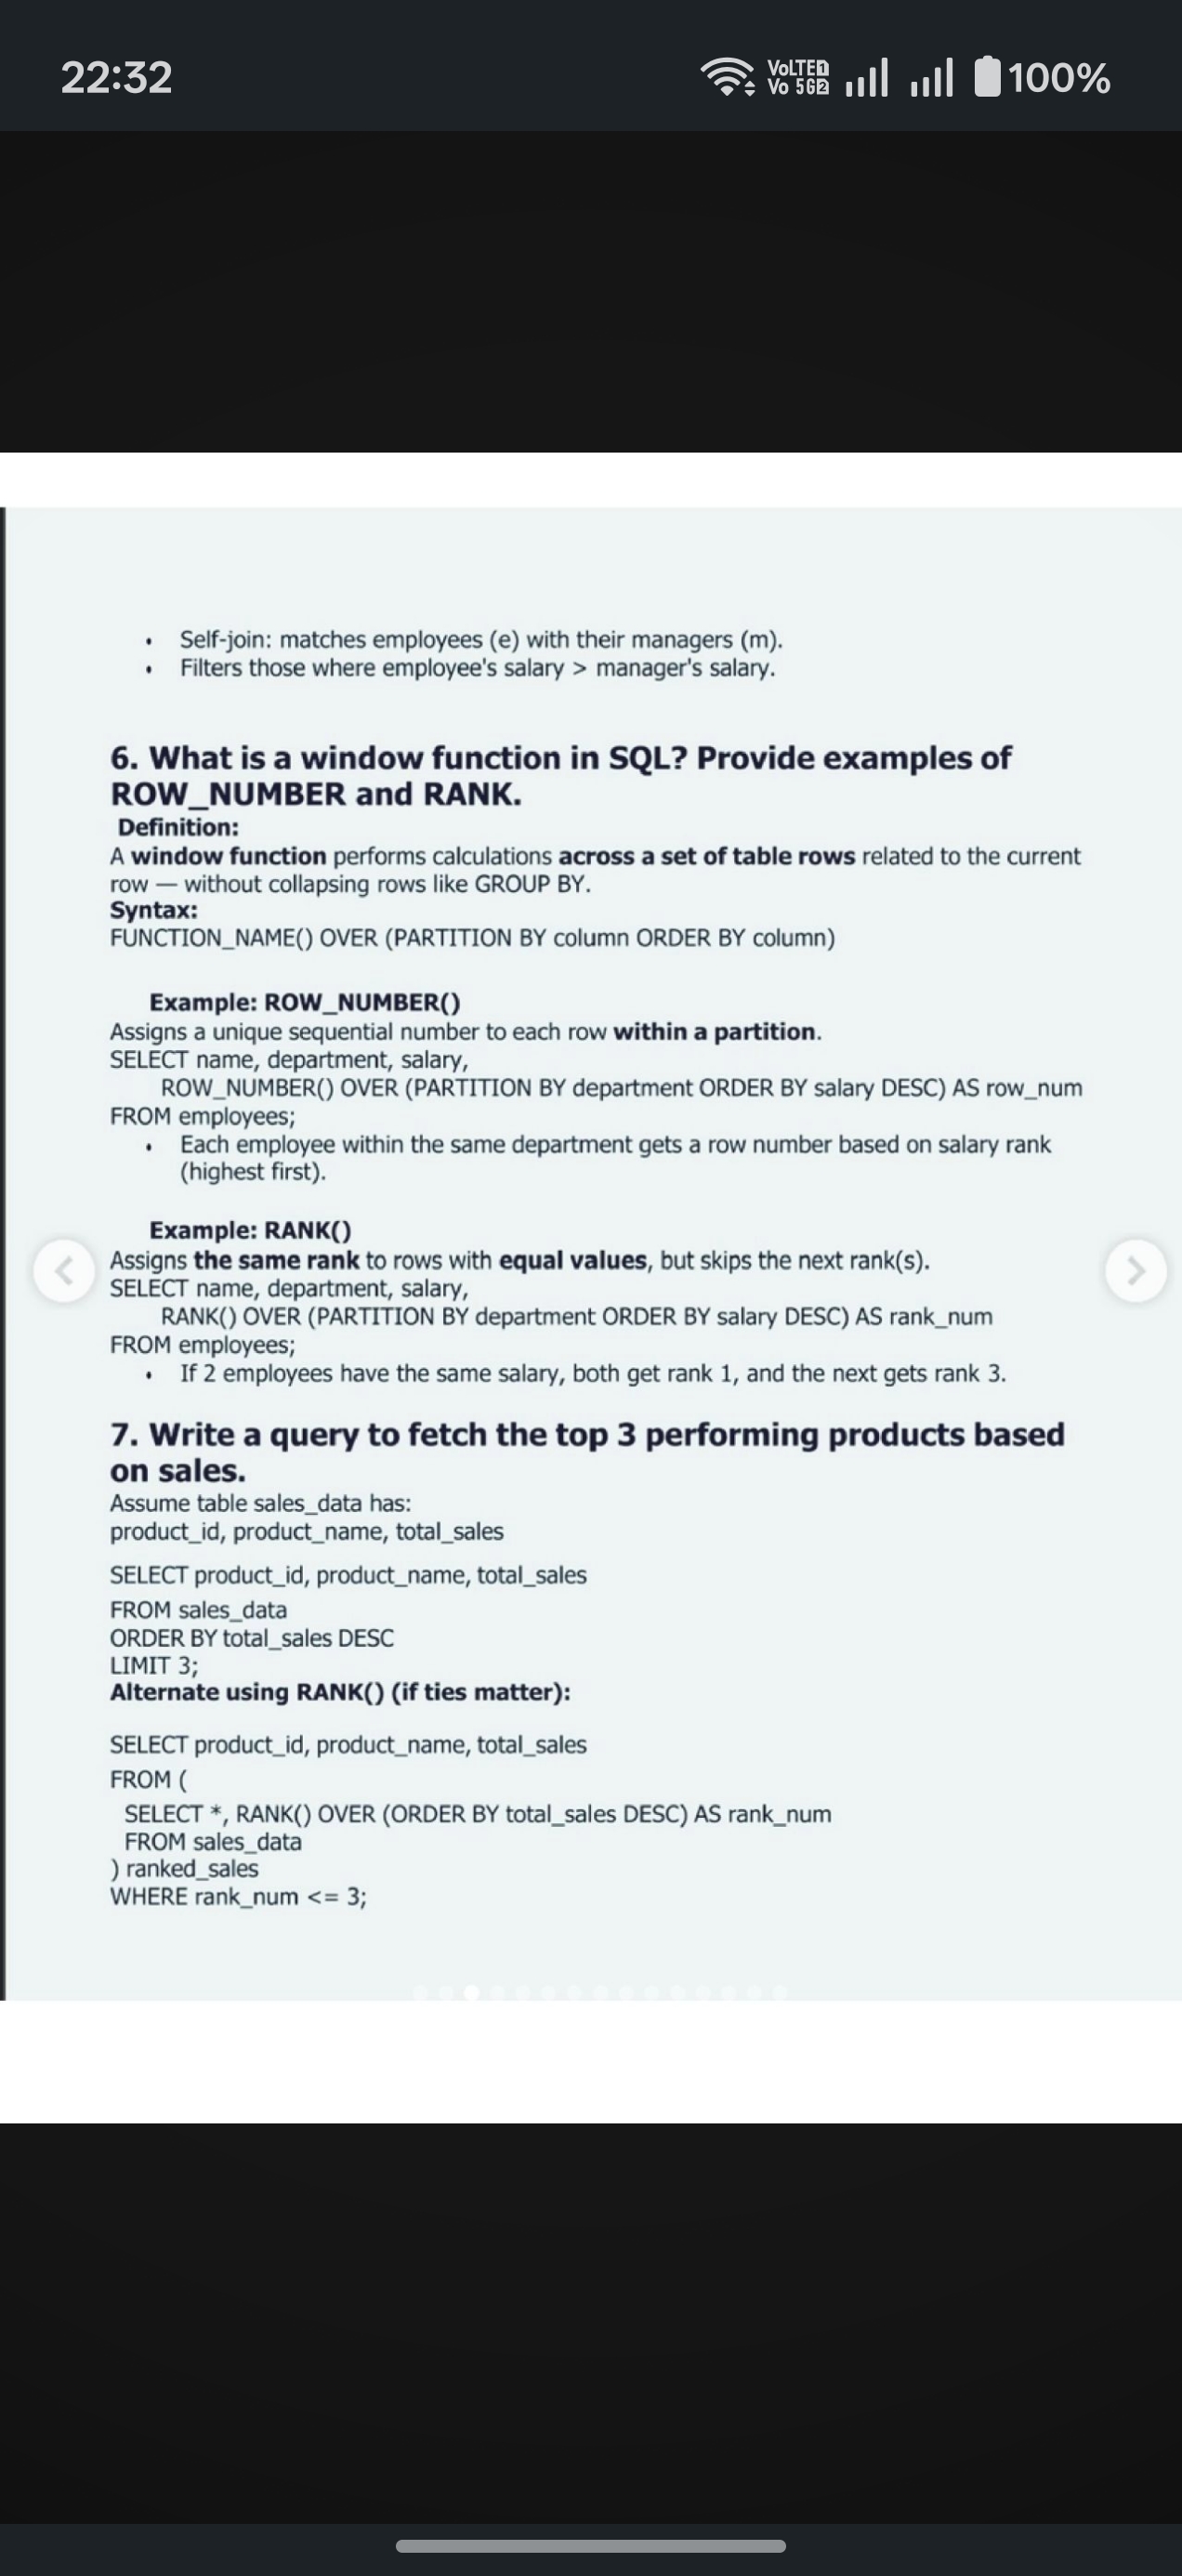 22:32
VoLTE1
Vo 5G2
100%
• Self-join: matches employees (e) with their managers (m).
• Filters those where employee's salary > manager's salary.
6. What is a window function in SQL? Provide examples of
ROW_NUMBER and RANK.
Definition:
A window function performs calculations across a set of table rows related to the current
row — without collapsing rows like GROUP BY.
Syntax:
FUNCTION_NAME() OVER (PARTITION BY column ORDER BY column)
Example: ROW_NUMBER()
Assigns a unique sequential number to each row within a partition.
SELECT name, department, salary,
ROW_NUMBER() OVER (PARTITION BY department ORDER BY salary DESC) AS row_num
FROM employees;
• Each employee within the same department gets a row number based on salary rank
(highest first).
Example: RANK()
Assigns the same rank to rows with equal values, but skips the next rank(s).
SELECT name, department, salary,
RANK() OVER (PARTITION BY department ORDER BY salary DESC) AS rank_num
FROM employees;
• If 2 employees have the same salary, both get rank 1, and the next gets rank 3.
7. Write a query to fetch the top 3 performing products based
on sales.
Assume table sales_data has:
product_id, product_name, total_sales
SELECT product_id, product_name, total_sales
FROM sales_data
ORDER BY total_sales DESC
LIMIT 3;
Alternate using RANK() (if ties matter):
SELECT product_id, product_name, total_sales
FROM (
SELECT *, RANK() OVER (ORDER BY total_sales DESC) AS rank_num
FROM sales_data
) ranked_sales
WHERE rank_num <= 3;